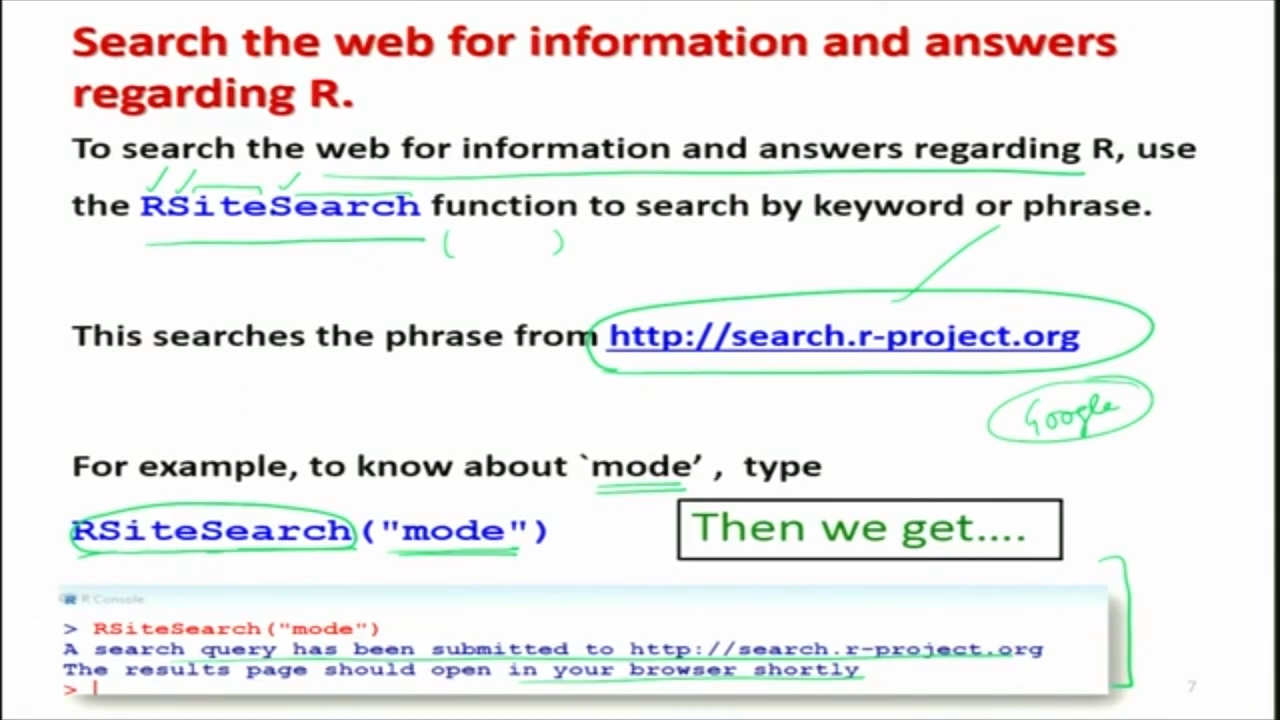 Search the web for information and answers
regarding R.
To search the web for information and answers regarding R, use
the RSiteSearch function to search by keyword or phrase.
( )
This searches the phrase from http://search.r-project.org
Google
For example, to know about `mode’ , type
RSiteSearch("mode")
Then we get....
R Console
> RSiteSearch("mode")
A search query has been submitted to http://search.r-project.org
The results page should open in your browser shortly
> |
7